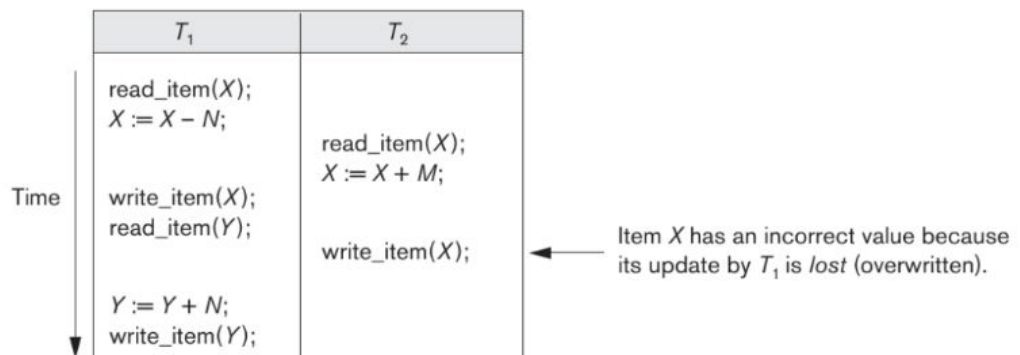 T₁ T₂
read_item(X);
X := X – N;
read_item(X);
X := X + M;
Time
write_item(X);
read_item(Y);
write_item(X);
Item X has an incorrect value because
its update by T₁ is lost (overwritten).
Y := Y + N;
write_item(Y);